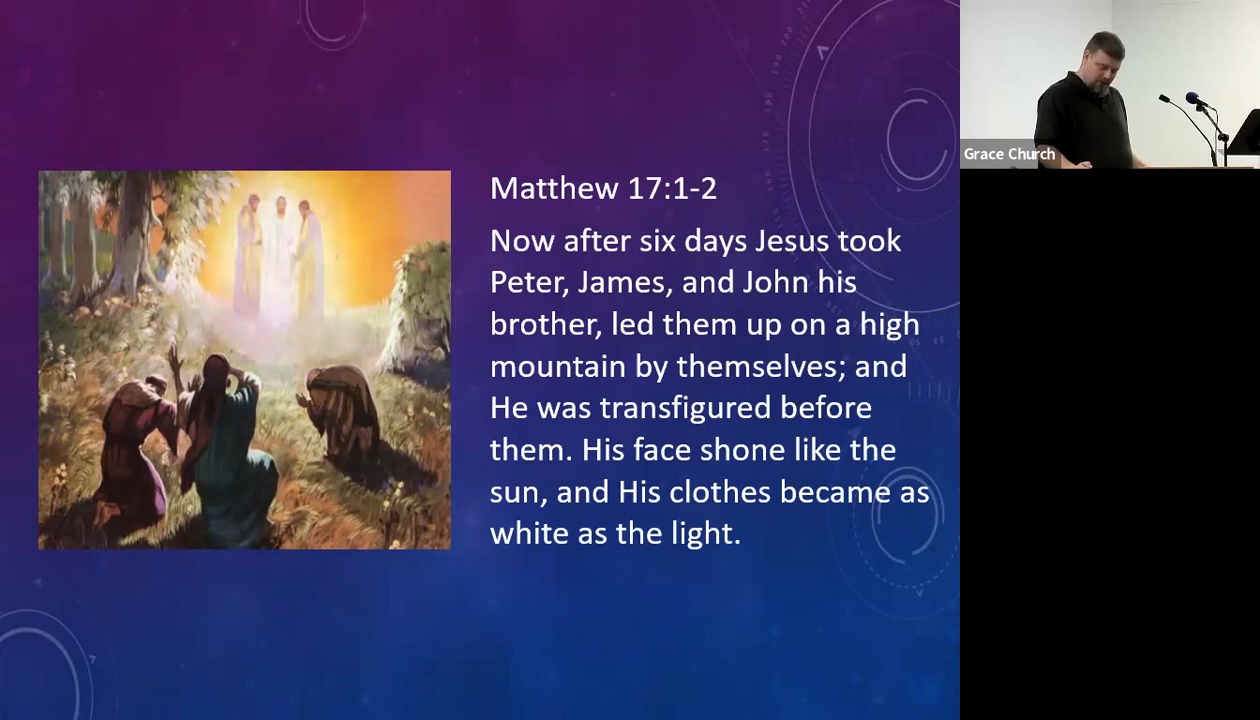 Matthew 17:1-2
Now after six days Jesus took
Peter, James, and John his
brother, led them up on a high
mountain by themselves; and
He was transfigured before
them. His face shone like the
sun, and His clothes became as
white as the light.
Grace Church